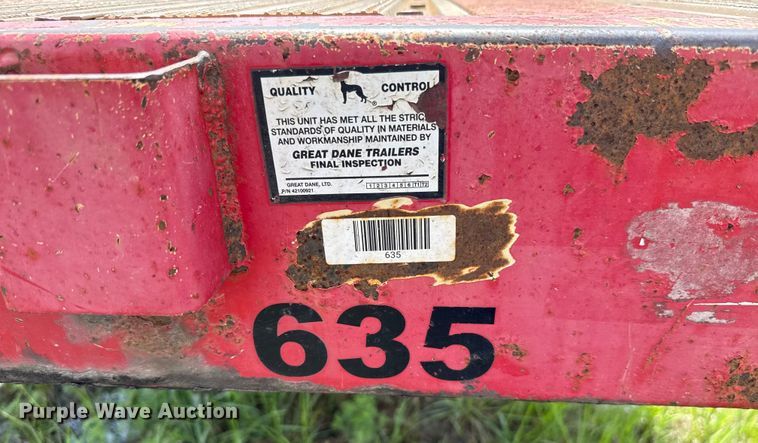 QUALITY CONTROL
®
THIS UNIT HAS MET ALL THE STRIC
STANDARDS OF QUALITY IN MATERIALS
AND WORKMANSHIP MAINTAINED BY
GREAT DANE TRAILERS
FINAL INSPECTION
GREAT DANE, LTD.
P/N 42100921
635
635
Purple Wave Auction